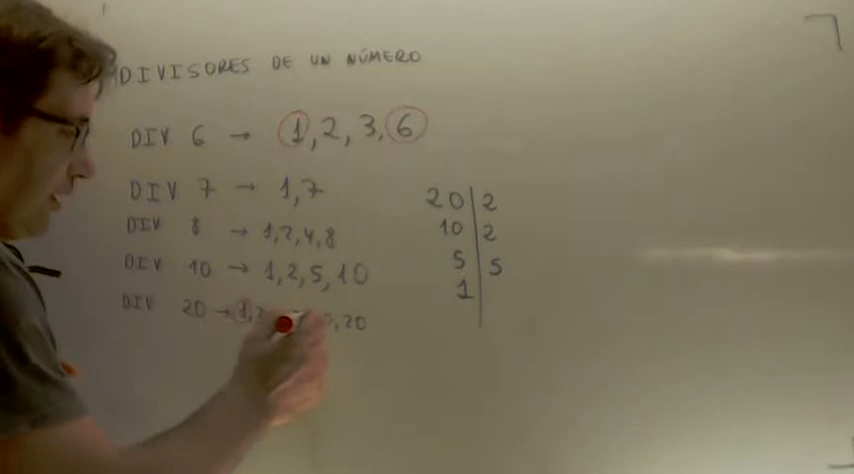 DIVISORES DE UN NÚMERO
DIV 6 → 1, 2, 3, 6
DIV 7 → 1, 7
DIV 8 → 1, 2, 4, 8
DIV 10 → 1, 2, 5, 10
DIV 20 → 1, 2 , 20
20 | 2
10 | 2
5 | 5
1 |